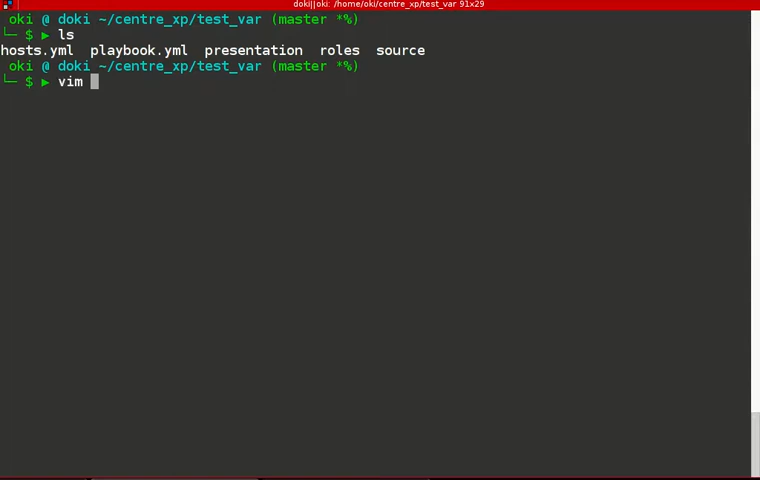 doki||oki: /home/oki/centre_xp/test_var 91x29
oki @ doki ~/centre_xp/test_var (master *%)
└─ $ ▶ ls
hosts.yml playbook.yml presentation roles source
oki @ doki ~/centre_xp/test_var (master *%)
└─ $ ▶ vim